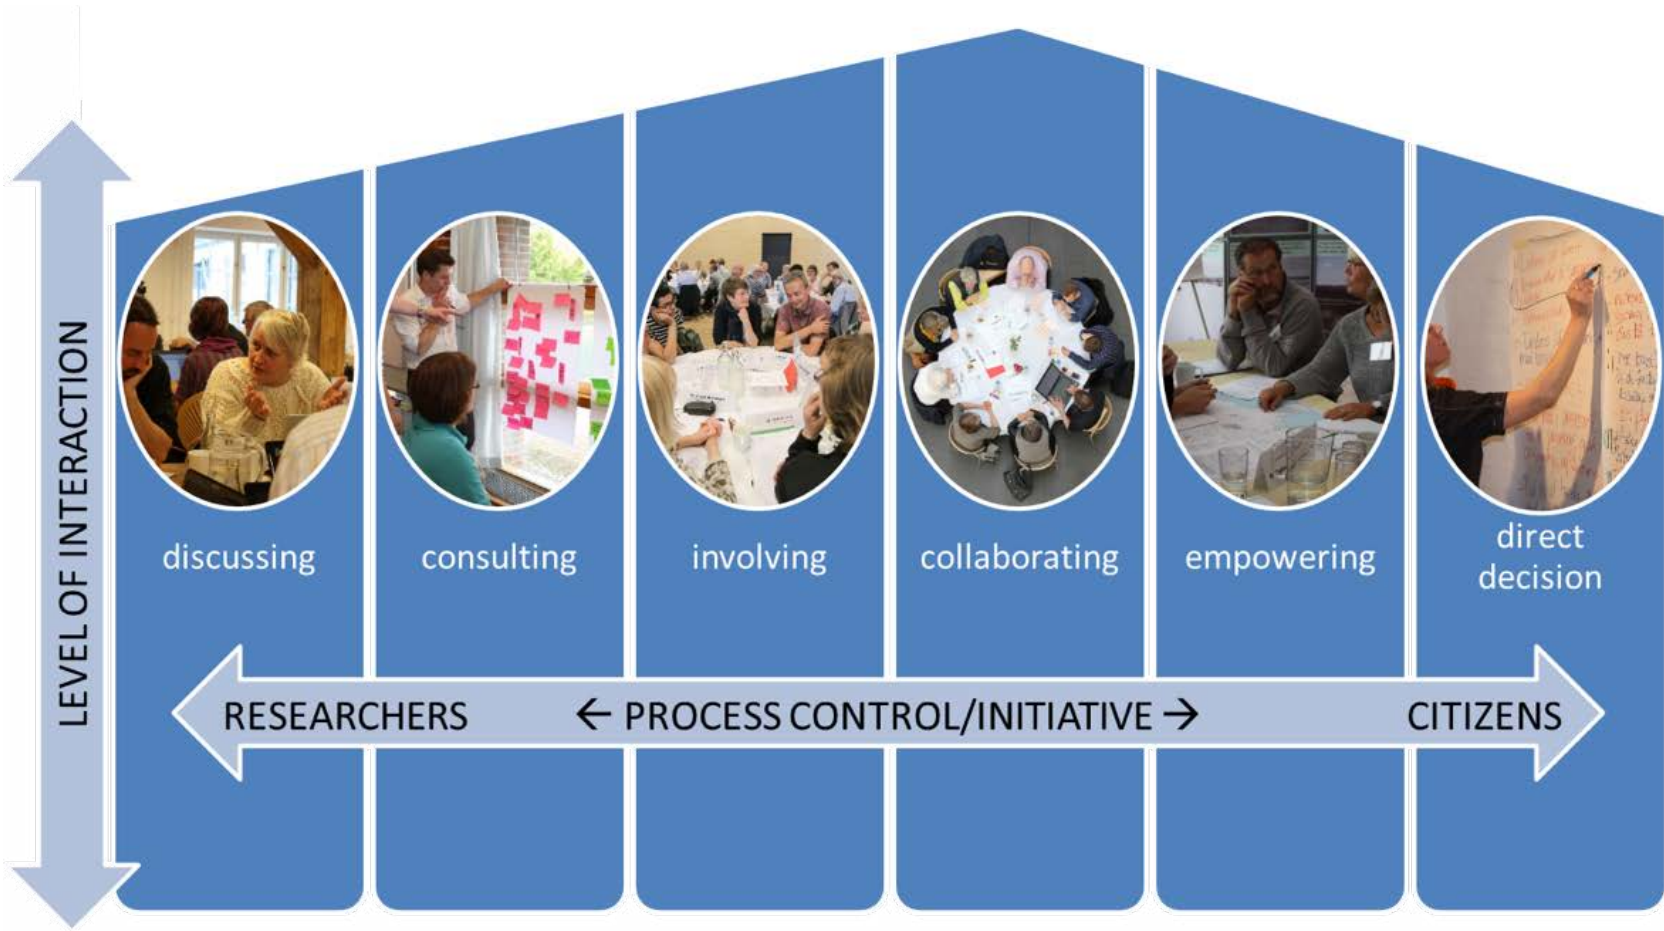 LEVEL OF INTERACTION
discussing
consulting
involving
collaborating
empowering
direct
decision
RESEARCHERS
← PROCESS CONTROL/INITIATIVE →
CITIZENS